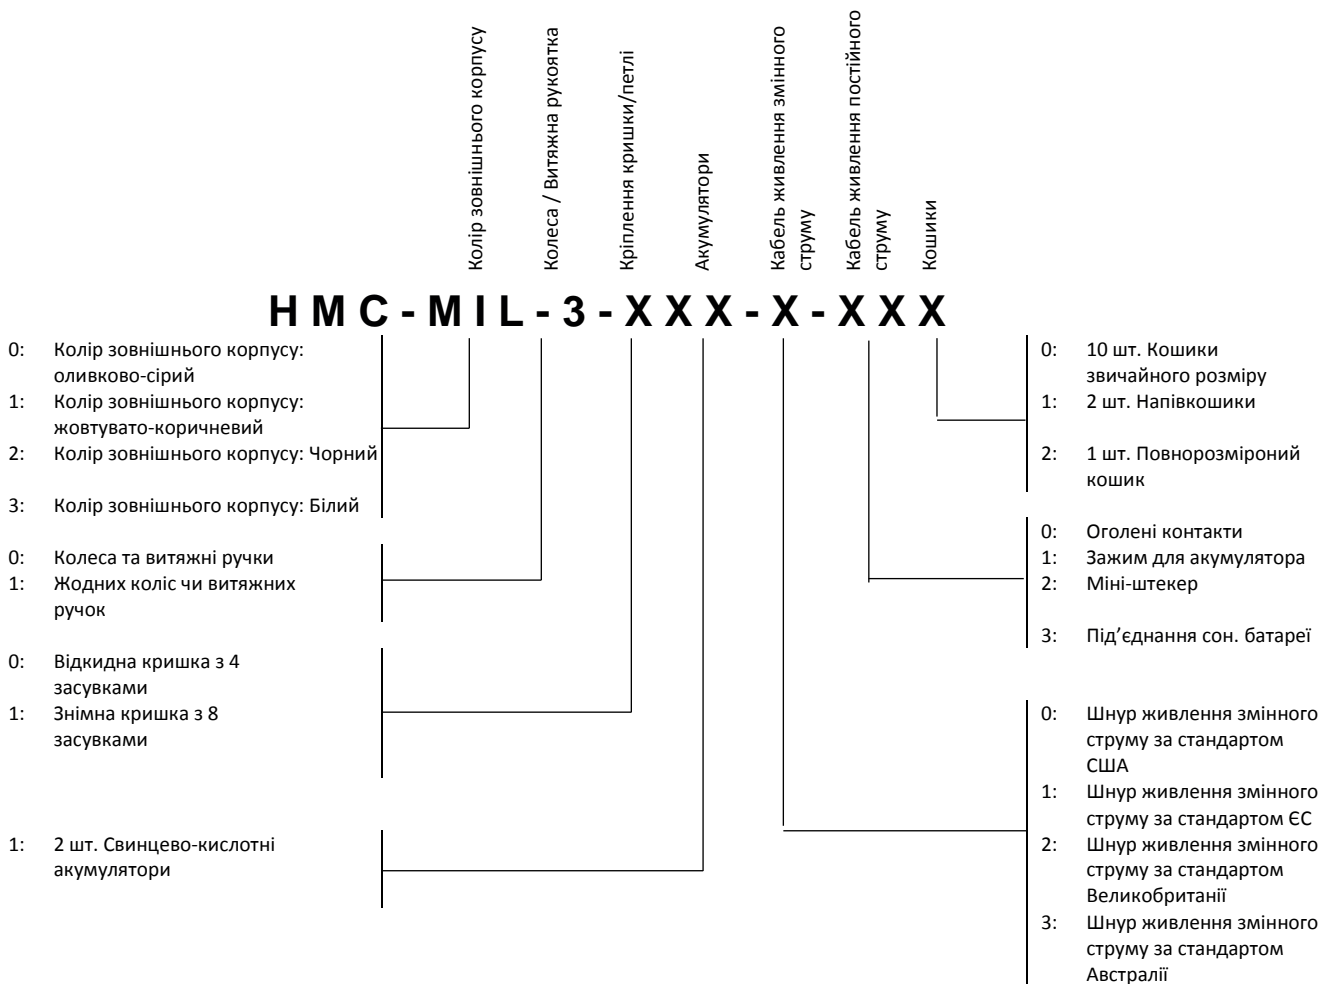 Колір зовнішнього корпусу
Колеса / Витяжна рукоятка
Кріплення кришки/петлі
Акумулятори
Кабель живлення змінного
струму
Кабель живлення постійного
струму
Кошики
HMC-MIL-3-XXX-X-XXX
0: Колір зовнішнього корпусу:
оливково-сірий
1: Колір зовнішнього корпусу:
жовтувато-коричневий
2: Колір зовнішнього корпусу: Чорний
3: Колір зовнішнього корпусу: Білий
0: Колеса та витяжні ручки
1: Жодних коліс чи витяжних
ручок
0: Відкидна кришка з 4
засувками
1: Знімна кришка з 8
засувками
1: 2 шт. Свинцево-кислотні
акумулятори
0: 10 шт. Кошики
звичайного розміру
1: 2 шт. Напівкошики
2: 1 шт. Повнорозміроний
кошик
0: Оголені контакти
1: Зажим для акумулятора
2: Міні-штекер
3: Під’єднання сон. батареї
0: Шнур живлення змінного
струму за стандартом
США
1: Шнур живлення змінного
струму за стандартом ЄС
2: Шнур живлення змінного
струму за стандартом
Великобританії
3: Шнур живлення змінного
струму за стандартом
Австралії